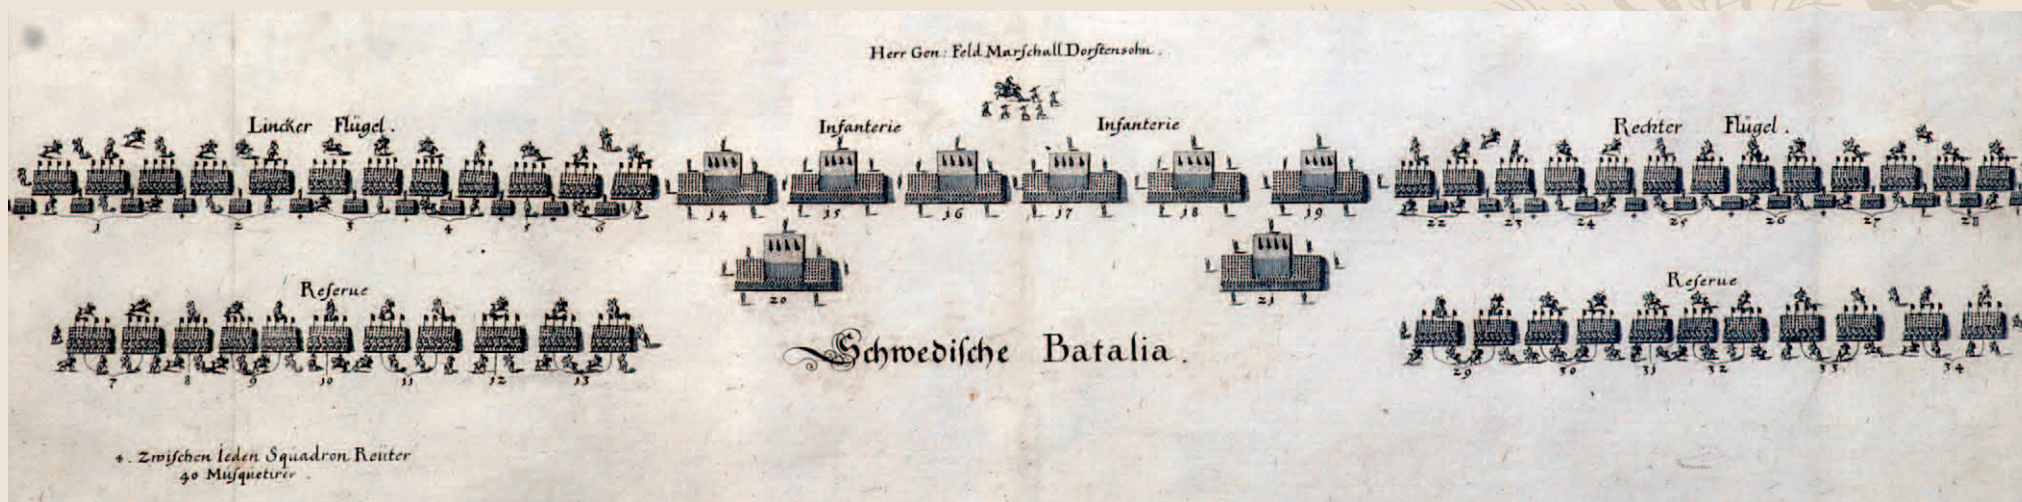 Herr Gen: Feld Marſchall Dorſtensohn.
Lincker Flügel.
Infanterie
Infanterie
Rechter Flügel.
1 2 3 4 5 6
14 15 16 17 18 19
22 23 24 25 26 27 28
20 21
Reſerue
Reſerue
Schwediſche Batalia.
7 8 9 10 11 12 13
29 30 31 32 33 34
+. Zwiſchen Ieden Squadron Reüter
40 Muſquetirer.